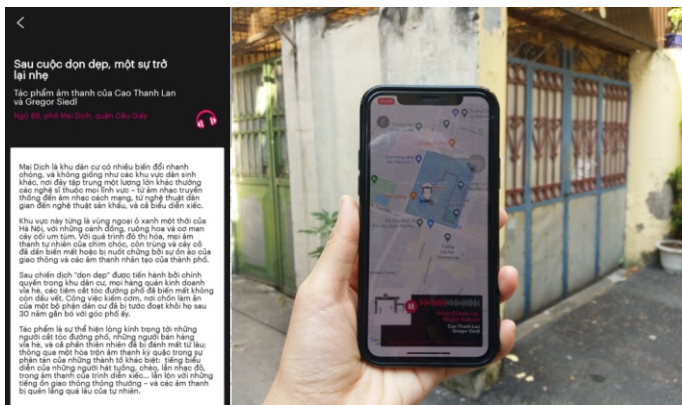 Sau cuộc dọn dẹp, một sự trở
lại nhẹ
Tác phẩm âm thanh của Cao Thanh Lan
và Gregor Siedl
Ngõ 65, phố Mai Dịch, quận Cầu Giấy
Mai Dịch là khu dân cư có nhiều biến đổi nhanh
chóng, và không giống như các khu vực dân sinh
khác, nơi đây tập trung một lượng lớn khác thường
các nghệ sĩ thuộc mọi lĩnh vực – từ âm nhạc truyền
thống đến âm nhạc cách mạng, từ nghệ thuật dân
gian đến nghệ thuật sân khấu, và cả biểu diễn xiếc.
Khu vực này từng là vùng ngoại ô xanh một thời của
Hà Nội, với những cánh đồng, ruộng hoa và cơ man
cây cối um tùm. Với quá trình đô thị hóa, mọi âm
thanh tự nhiên của chim chóc, côn trùng và cây cỏ
đã dần biến mất hoặc bị nuốt chửng bởi sự ồn ào của
giao thông và các âm thanh nhân tạo của thành phố.
Sau chiến dịch "dọn dẹp" được tiến hành bởi chính
quyền trong khu dân cư, mọi hàng quán kinh doanh
vỉa hè, các tiệm cắt tóc đường phố đã biến mất không
còn dấu vết. Công việc kiếm cơm, nơi chốn làm ăn
của một bộ phận dân cư đã bị tước đoạt khỏi họ sau
30 năm gắn bó với góc phố ấy.
Tác phẩm là sự thể hiện lòng kính trọng tới những
người cắt tóc đường phố, những người bán hàng
vỉa hè, và cả phần thiên nhiên đã bị đánh mất từ lâu;
thông qua một hòa trộn âm thanh kỳ quặc trong sự
phân tán của những thành tố khác biệt: tiếng biểu
diễn của những người hát tuồng, chèo, lẫn nhạc đỏ,
trong âm thanh của trình diễn xiếc... lẫn lộn với những
tiếng ồn giao thông thông thường – và các âm thanh
bị quên lãng quá lâu của tự nhiên.
After Clean-up,
Slight Return
Cao Thanh Lan
Gregor Siedl